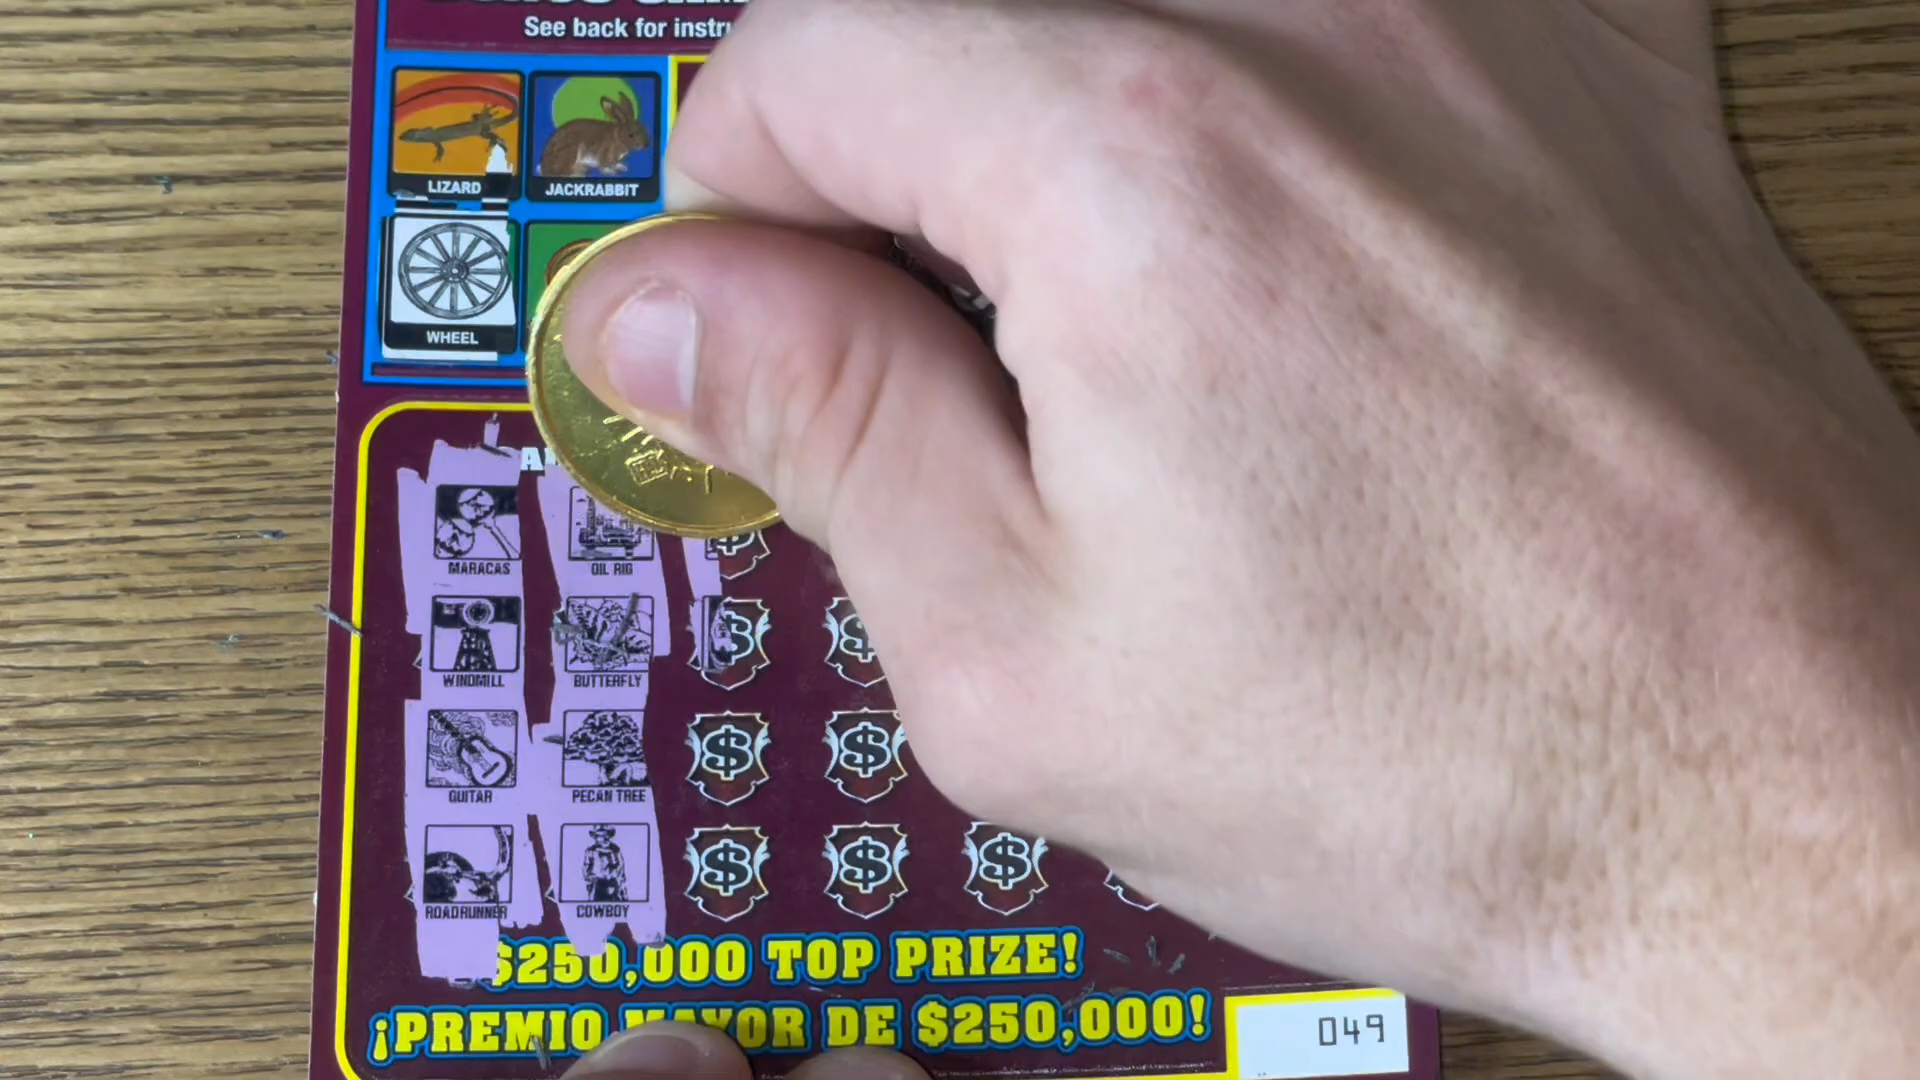 See back for instru
LIZARD
JACKRABBIT
WHEEL
MARACAS
OIL RIG
WINDMILL
BUTTERFLY
GUITAR
PECAN TREE
ROADRUNNER
COWBOY
$250,000 TOP PRIZE!
¡PREMIO MAYOR DE $250,000!
049